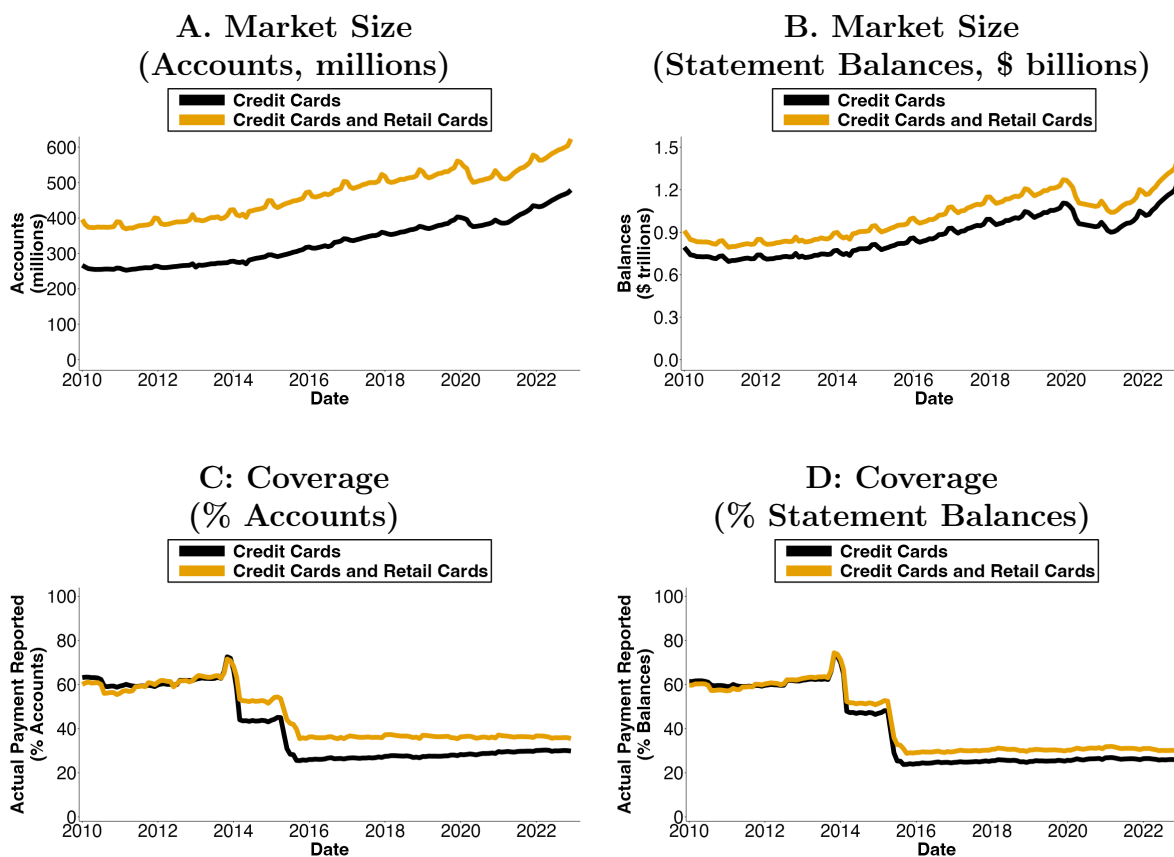 A. Market Size
(Accounts, millions)
Credit Cards
Credit Cards and Retail Cards
Accounts
(millions)
600
500
400
300
200
100
0
2010 2012 2014 2016 2018 2020 2022
Date
B. Market Size
(Statement Balances, $ billions)
Credit Cards
Credit Cards and Retail Cards
Balances
($ trillions)
1.5
1.2
0.9
0.6
0.3
0.0
2010 2012 2014 2016 2018 2020 2022
Date
C: Coverage
(% Accounts)
Credit Cards
Credit Cards and Retail Cards
Actual Payment Reported
(% Accounts)
100
80
60
40
20
0
2010 2012 2014 2016 2018 2020 2022
Date
D: Coverage
(% Statement Balances)
Credit Cards
Credit Cards and Retail Cards
Actual Payment Reported
(% Balances)
100
80
60
40
20
0
2010 2012 2014 2016 2018 2020 2022
Date